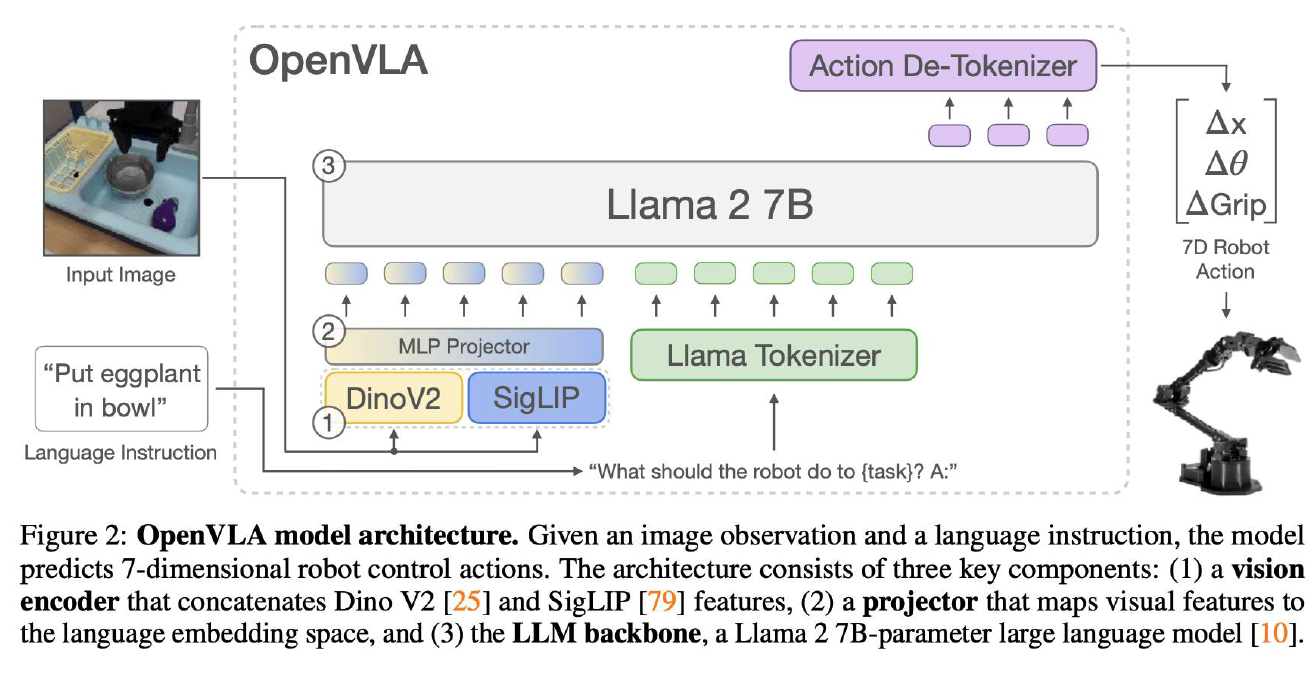 OpenVLA
Action De-Tokenizer
Δx
Δθ
ΔGrip
7D Robot
Action
3
Llama 2 7B
Input Image
2
MLP Projector
Llama Tokenizer
1
DinoV2
SigLIP
“Put eggplant
in bowl”
Language Instruction
“What should the robot do to {task}? A:”
Figure 2: OpenVLA model architecture. Given an image observation and a language instruction, the model
predicts 7-dimensional robot control actions. The architecture consists of three key components: (1) a vision
encoder that concatenates Dino V2 [25] and SigLIP [79] features, (2) a projector that maps visual features to
the language embedding space, and (3) the LLM backbone, a Llama 2 7B-parameter large language model [10].